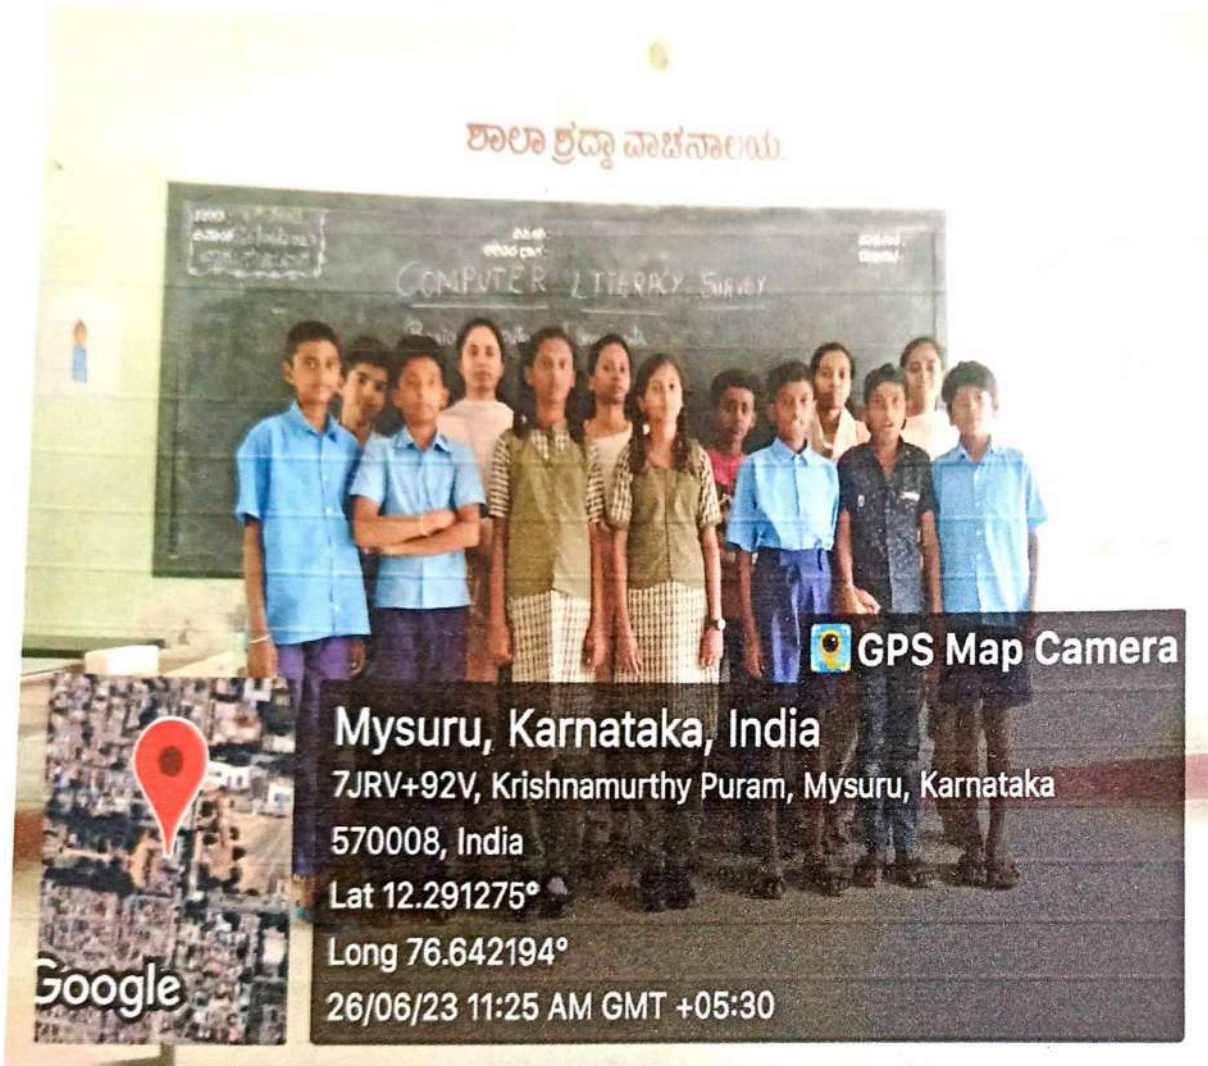 ಶಾಲಾ ಶ್ರದ್ಧಾ ವಾಚನಾಲಯ.
COMPUTER LITERACY SURVEY
GPS Map Camera
Mysuru, Karnataka, India
7JRV+92V, Krishnamurthy Puram, Mysuru, Karnataka
570008, India
Lat 12.291275°
Long 76.642194°
26/06/23 11:25 AM GMT +05:30
Google